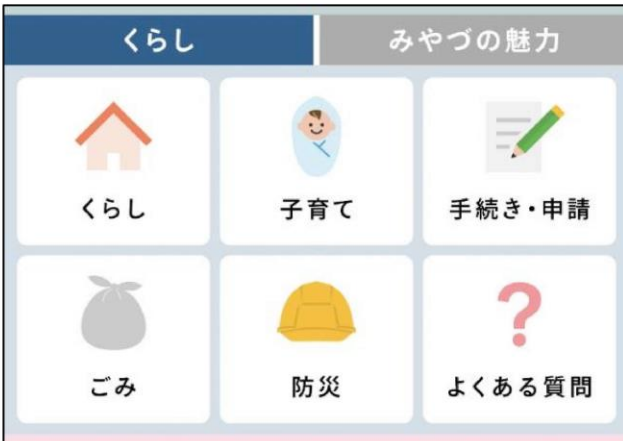 くらし
みやづの魅力
くらし
子育て
手続き・申請
ごみ
防災
よくある質問